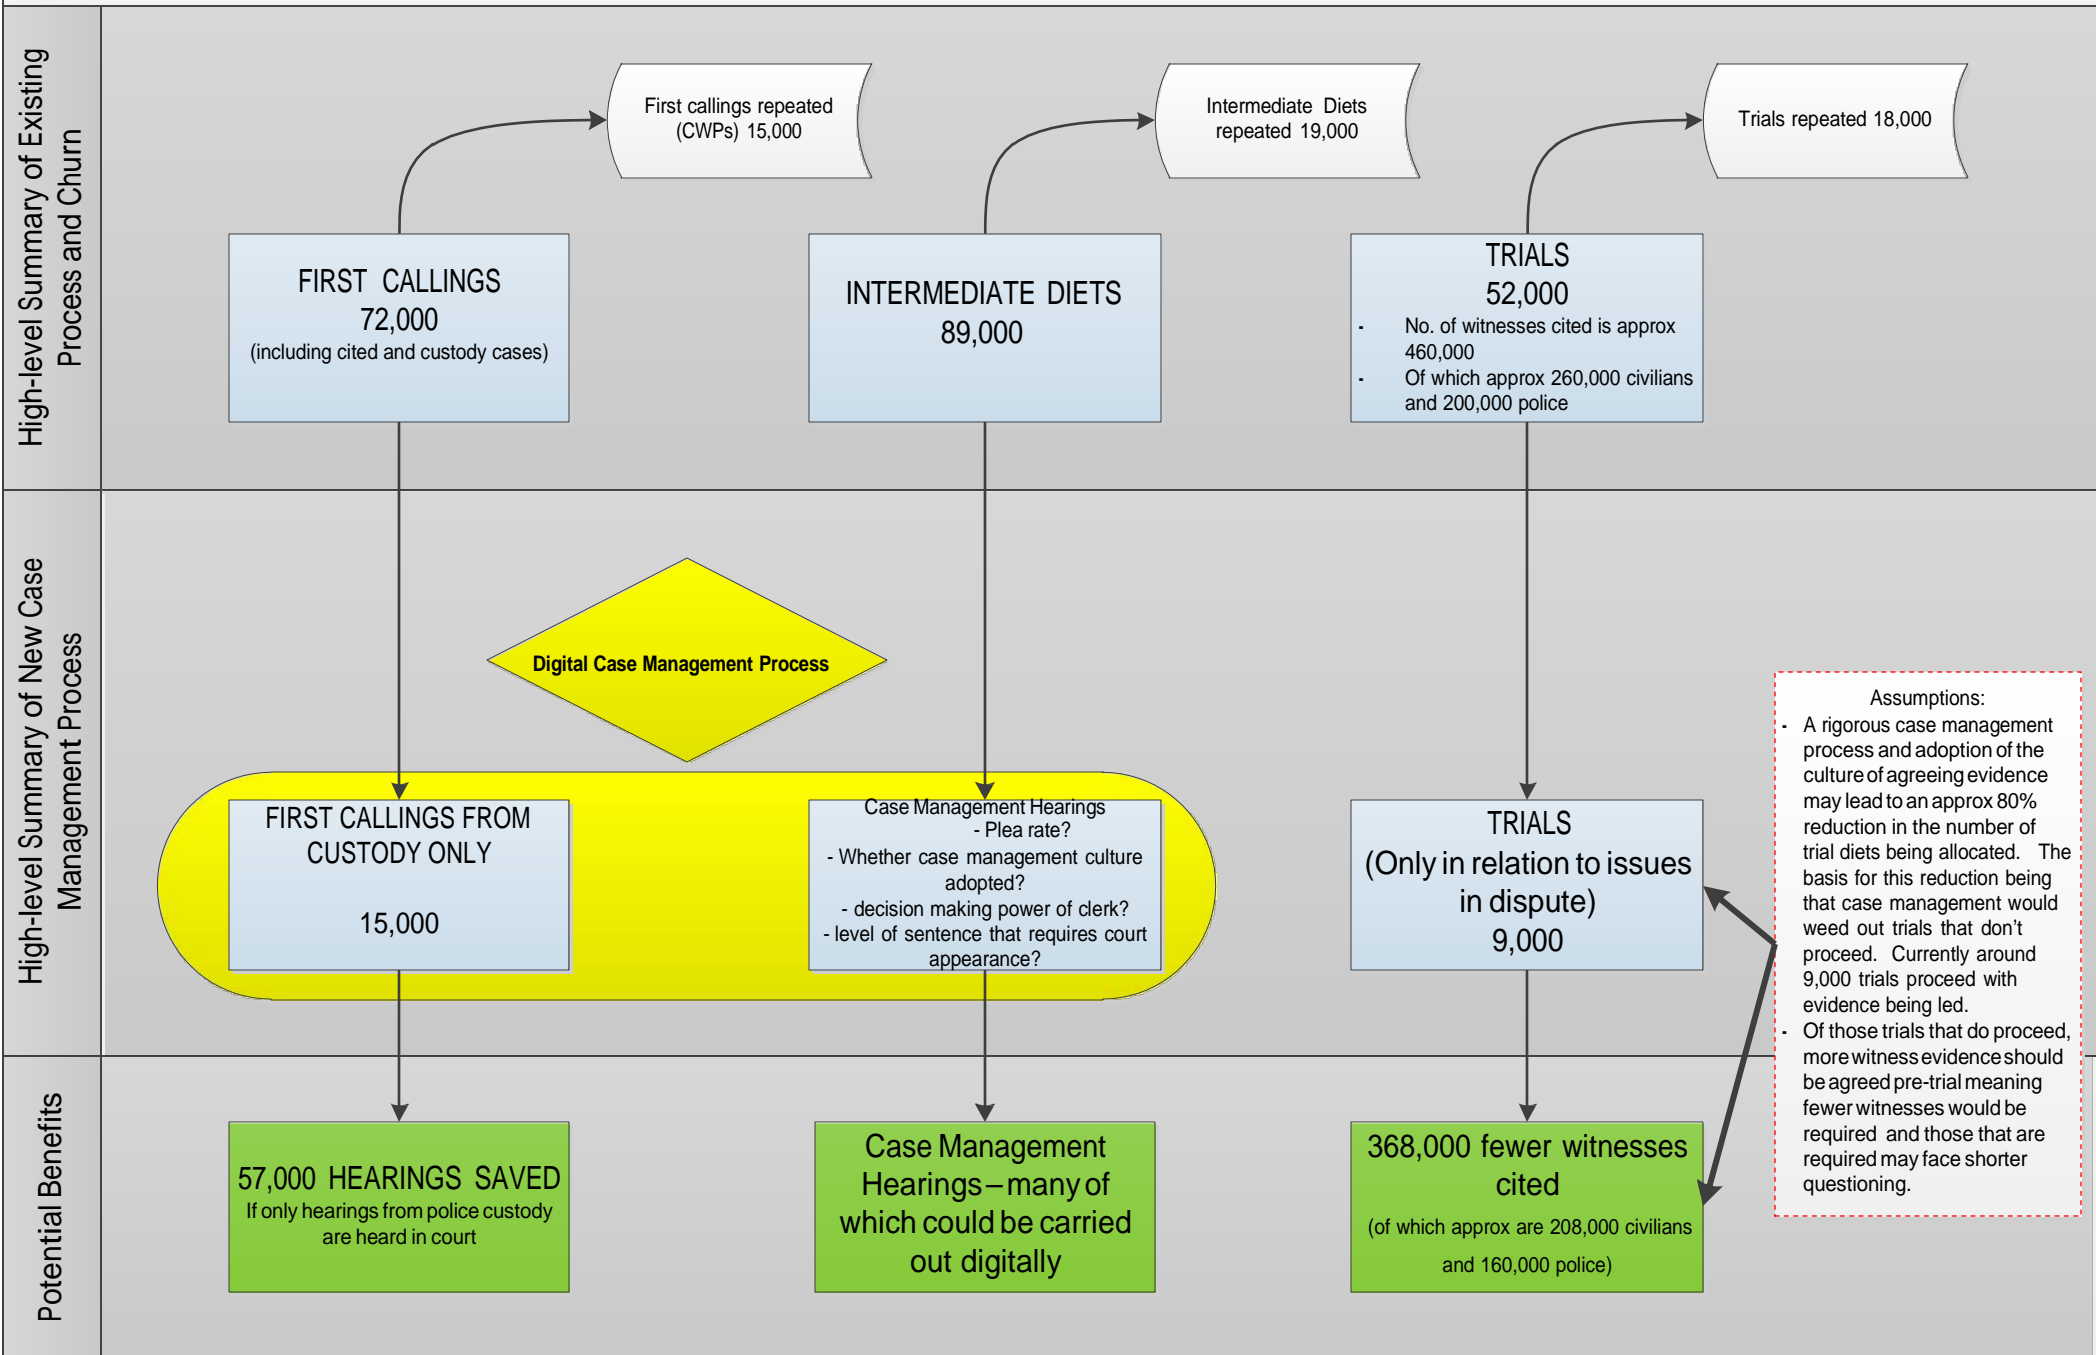 High-level Summary of Existing
Process and Churn
First callings repeated
(CWPs) 15,000
Intermediate Diets
repeated 19,000
Trials repeated 18,000
FIRST CALLINGS
72,000
(including cited and custody cases)
INTERMEDIATE DIETS
89,000
TRIALS
52,000
- No. of witnesses cited is approx
460,000
- Of which approx 260,000 civilians
and 200,000 police
High-level Summary of New Case
Management Process
Digital Case Management Process
FIRST CALLINGS FROM
CUSTODY ONLY
15,000
Case Management Hearings
- Plea rate?
- Whether case management culture
adopted?
- decision making power of clerk?
- level of sentence that requires court
appearance?
TRIALS
(Only in relation to issues
in dispute)
9,000
Assumptions:
- A rigorous case management
process and adoption of the
culture of agreeing evidence
may lead to an approx 80%
reduction in the number of
trial diets being allocated. The
basis for this reduction being
that case management would
weed out trials that don't
proceed. Currently around
9,000 trials proceed with
evidence being led.
- Of those trials that do proceed,
more witness evidence should
be agreed pre-trial meaning
fewer witnesses would be
required and those that are
required may face shorter
questioning.
Potential Benefits
57,000 HEARINGS SAVED
If only hearings from police custody
are heard in court
Case Management
Hearings – many of
which could be carried
out digitally
368,000 fewer witnesses
cited
(of which approx are 208,000 civilians
and 160,000 police)